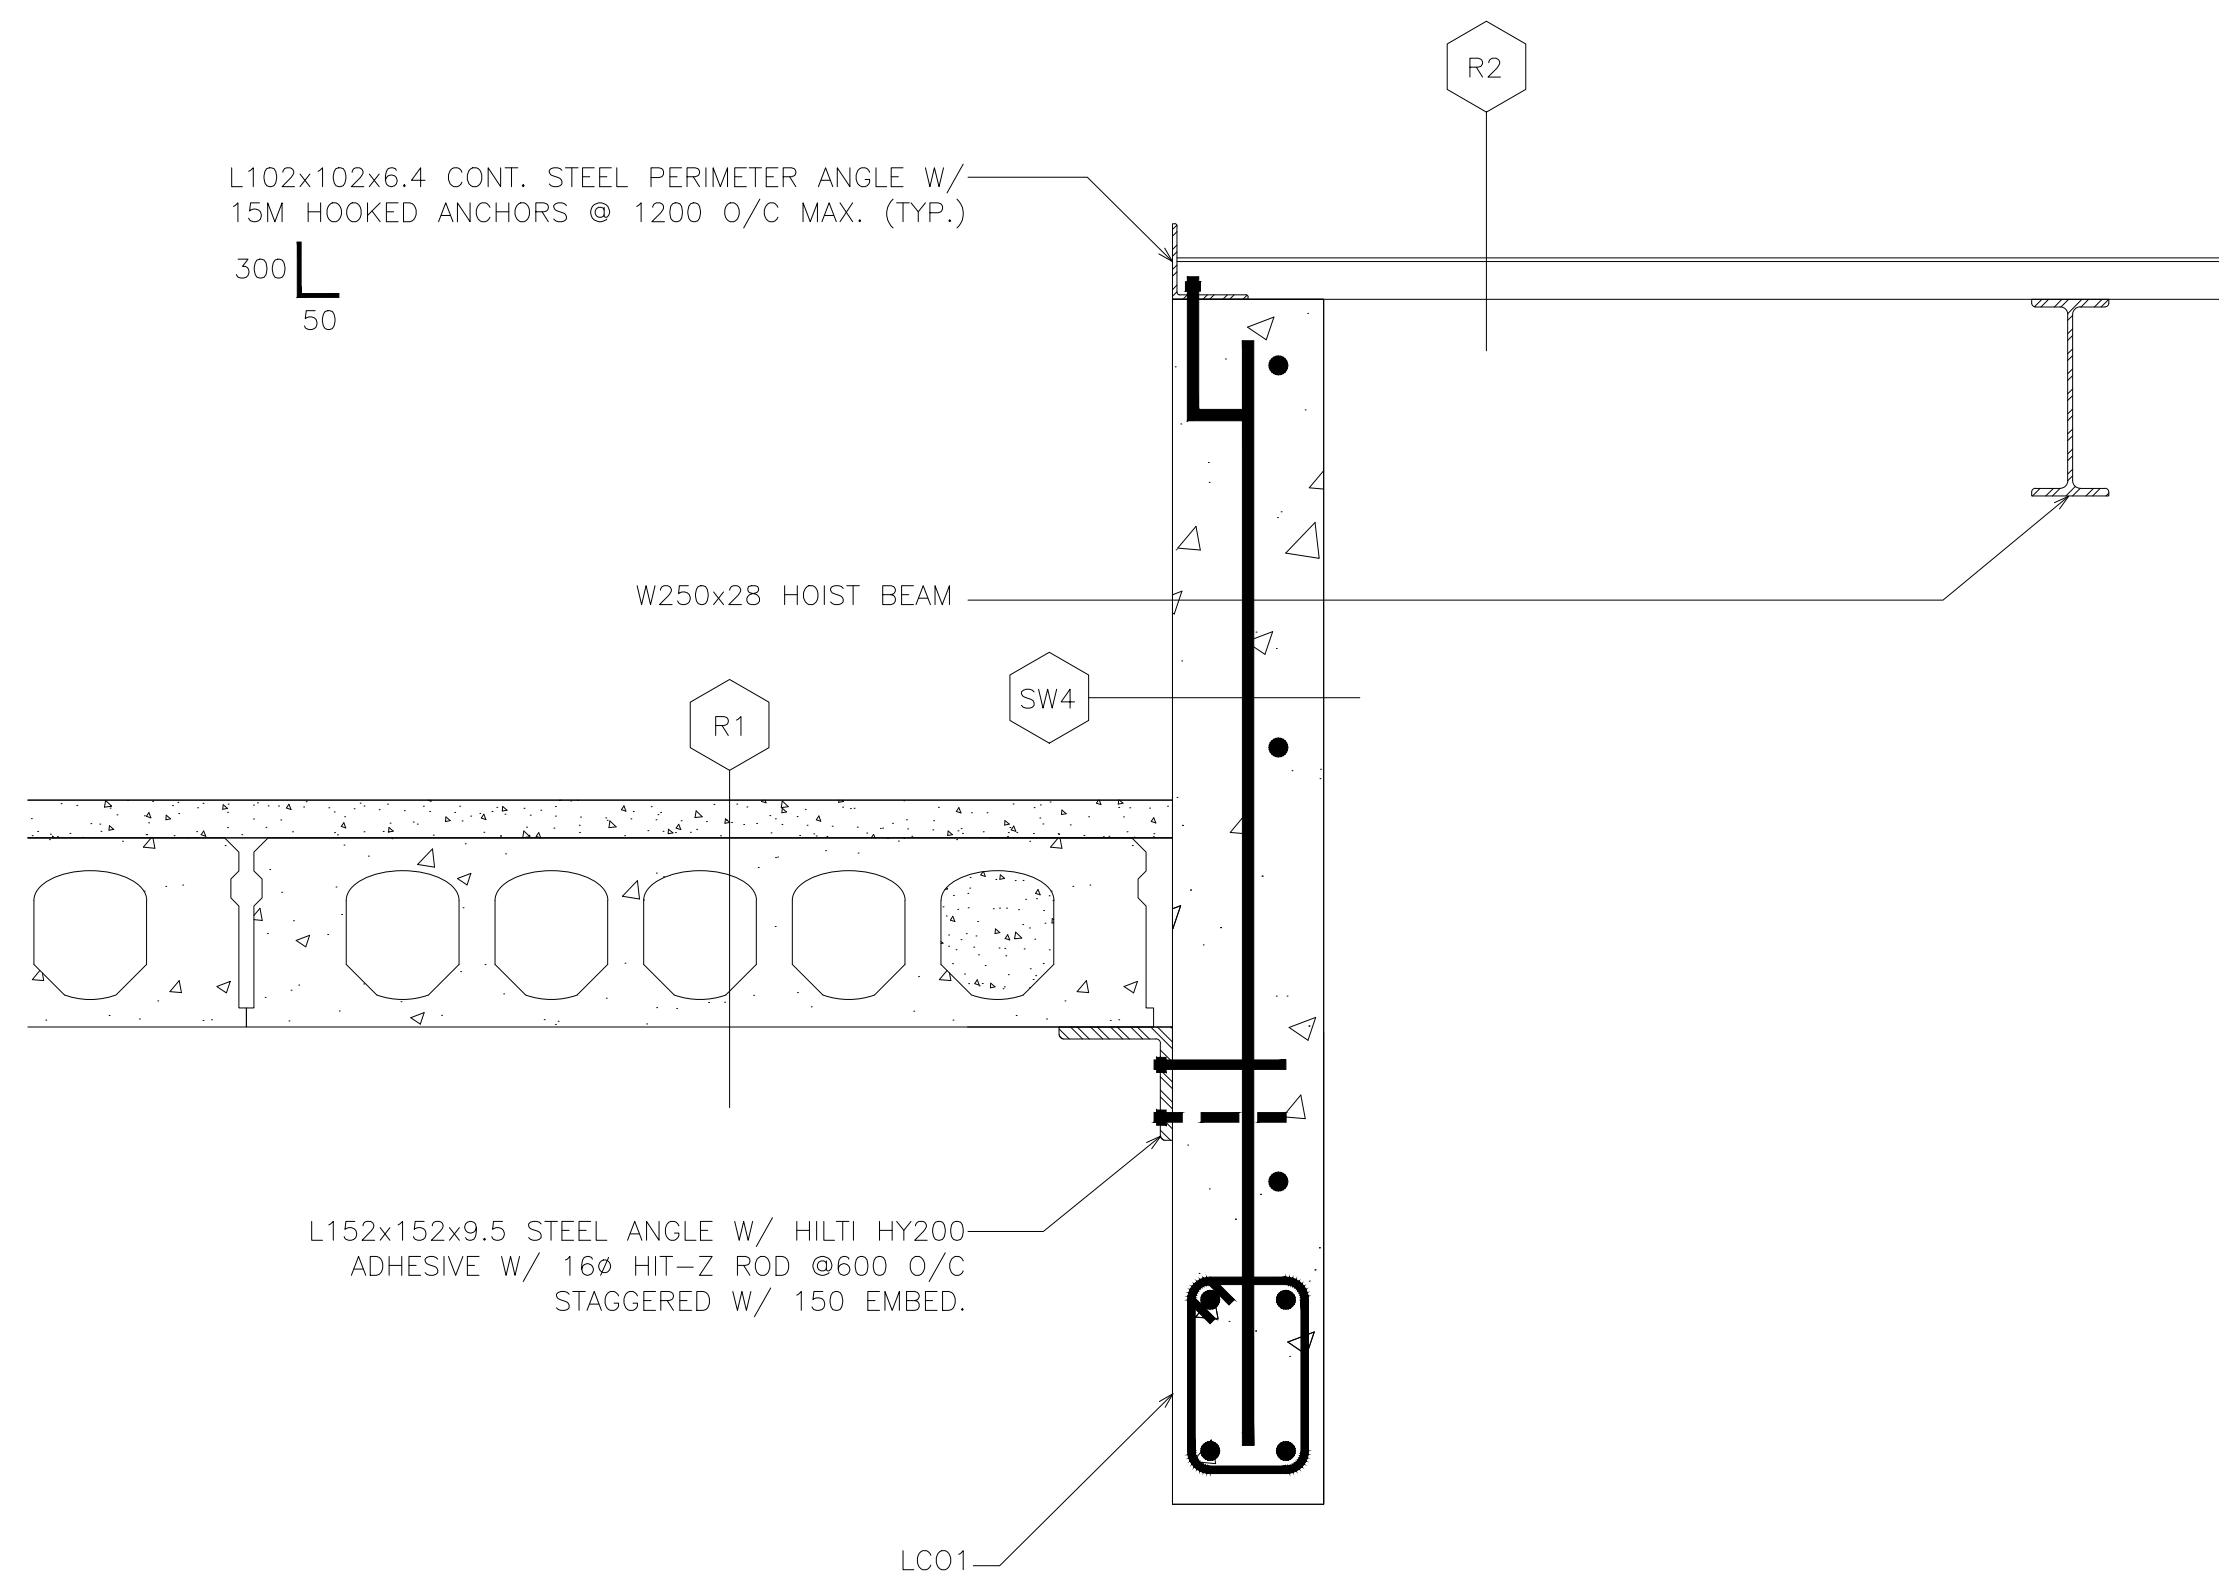 R2
L102x102x6.4 CONT. STEEL PERIMETER ANGLE W/
15M HOOKED ANCHORS @ 1200 O/C MAX. (TYP.)
300
50
W250x28 HOIST BEAM
SW4
R1
L152x152x9.5 STEEL ANGLE W/ HILTI HY200
ADHESIVE W/ 16ø HIT-Z ROD @600 O/C
STAGGERED W/ 150 EMBED.
LCO1